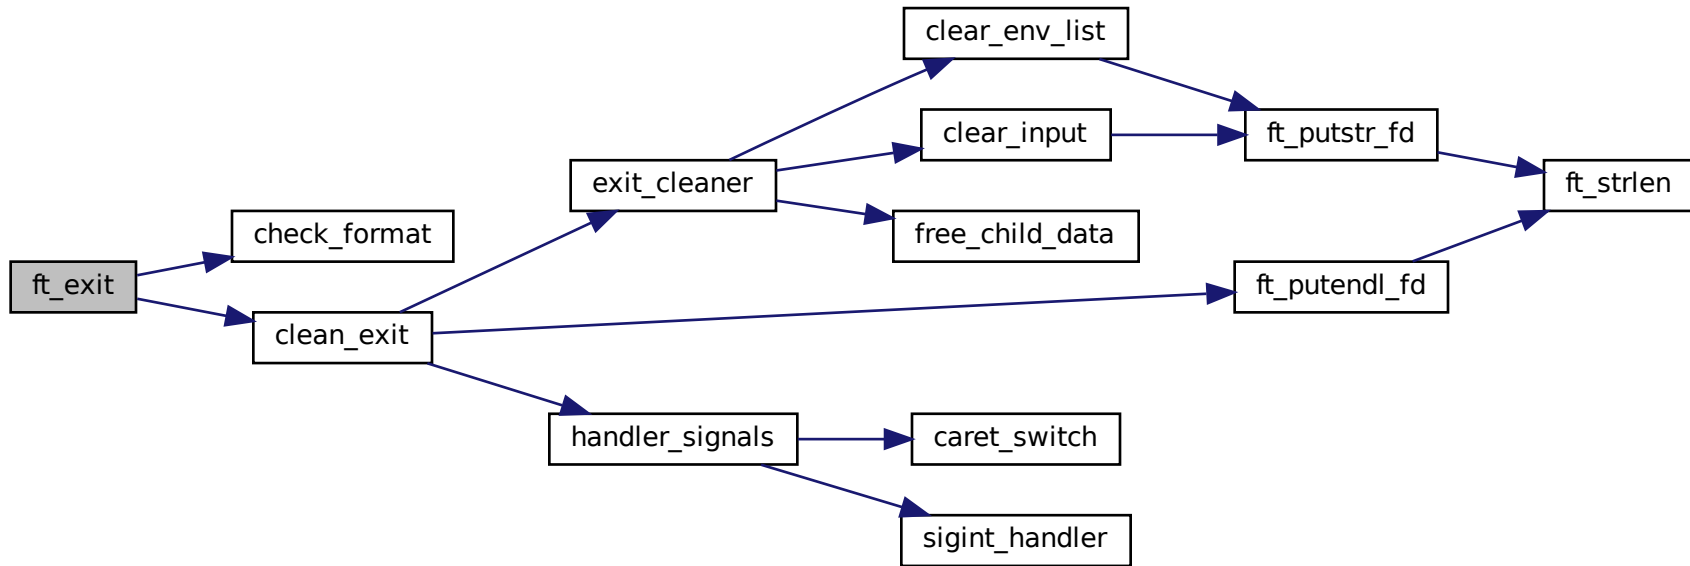 clear_env_list
clear_input
ft_putstr_fd
exit_cleaner
ft_strlen
check_format
free_child_data
ft_exit
ft_putendl_fd
clean_exit
handler_signals
caret_switch
sigint_handler